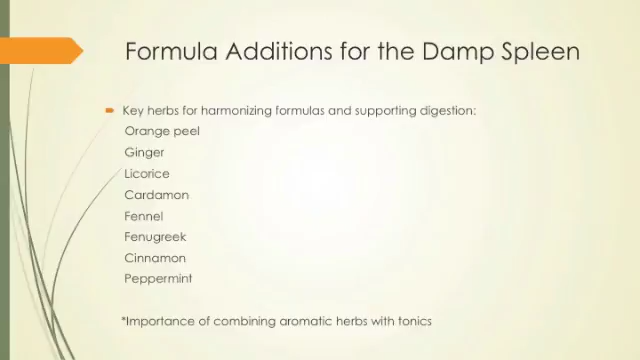 Formula Additions for the Damp Spleen
Key herbs for harmonizing formulas and supporting digestion:
Orange peel
Ginger
Licorice
Cardamon
Fennel
Fenugreek
Cinnamon
Peppermint
*Importance of combining aromatic herbs with tonics